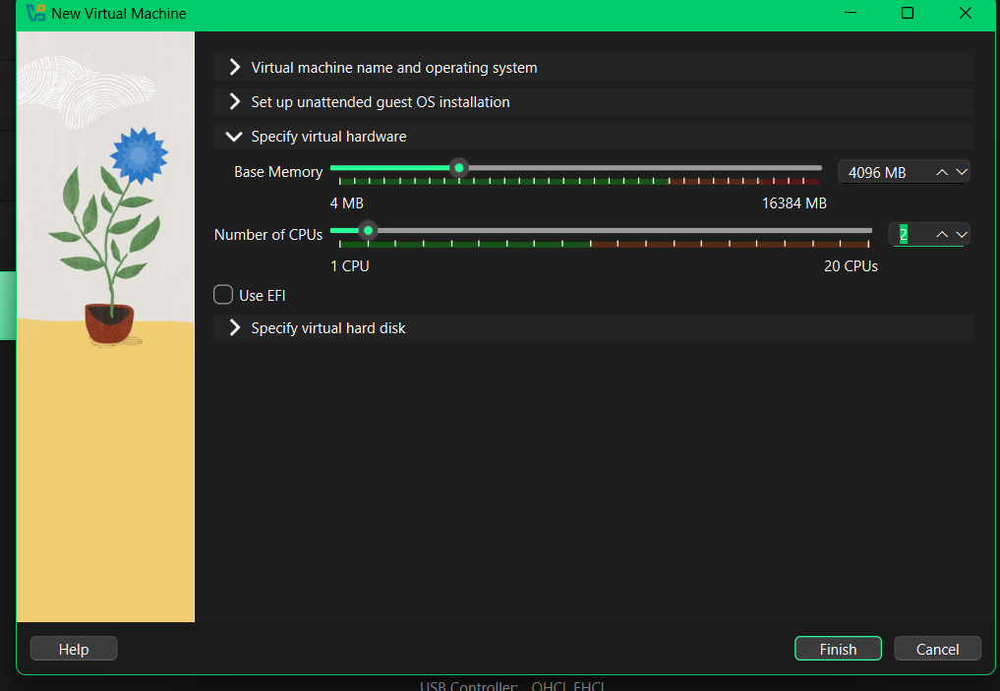 New Virtual Machine
Virtual machine name and operating system
Set up unattended guest OS installation
Specify virtual hardware
Base Memory
4096 MB
4 MB
16384 MB
Number of CPUs
2
1 CPU
20 CPUs
Use EFI
Specify virtual hard disk
Help
Finish
Cancel
USB Controller: OHCI, EHCI